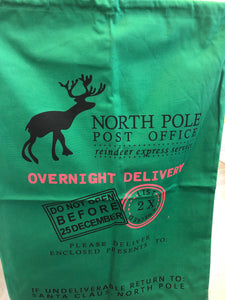 NORTH POLE
POST OFFICE
reindeer express service
OVERNIGHT DELIVERY
DO NOT OPEN
BEFORE
25 DECEMBER
2 X
PLEASE DELIVER
ENCLOSED PRESENTS TO:
IF UNDELIVERABLE RETURN TO:
SANTA CLAUS, NORTH POLE